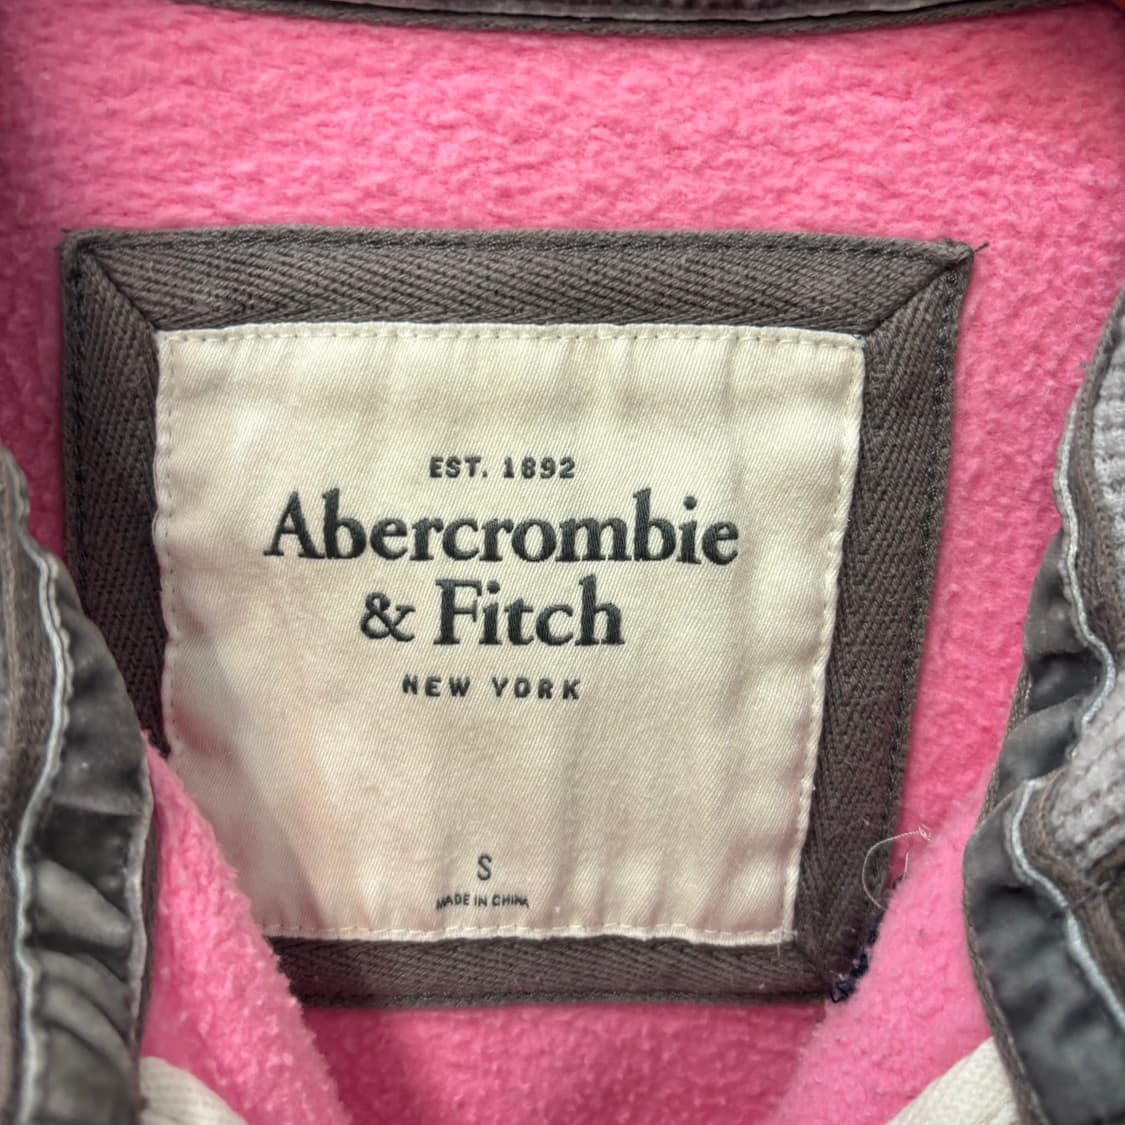 EST. 1892
Abercrombie
& Fitch
NEW YORK
S
MADE IN CHINA